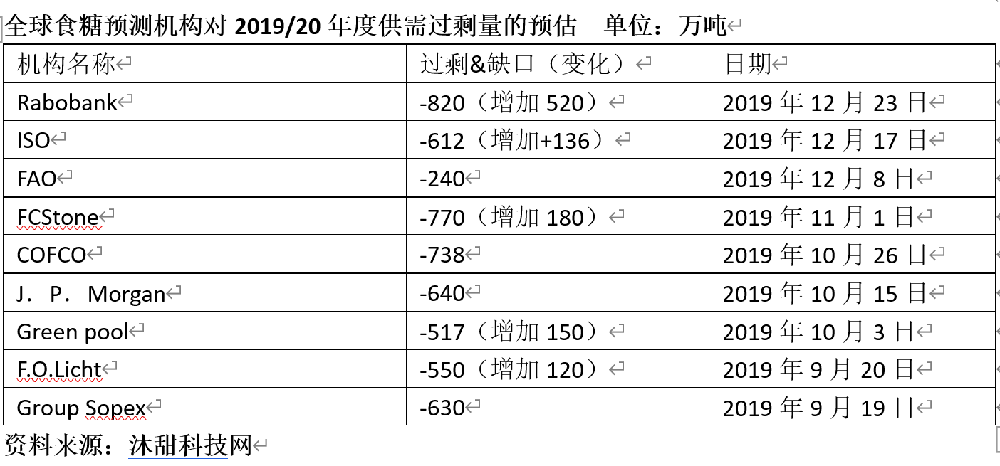 全球食糖预测机构对 2019/20 年度供需过剩量的预估 单位：万吨
机构名称 过剩&缺口（变化） 日期
Rabobank -820（增加 520） 2019 年 12 月 23 日
ISO -612（增加+136） 2019 年 12 月 17 日
FAO -240 2019 年 12 月 8 日
FCStone -770（增加 180） 2019 年 11 月 1 日
COFCO -738 2019 年 10 月 26 日
J．P．Morgan -640 2019 年 10 月 15 日
Green pool -517（增加 150） 2019 年 10 月 3 日
F.O.Licht -550（增加 120） 2019 年 9 月 20 日
Group Sopex -630 2019 年 9 月 19 日
资料来源：沐甜科技网